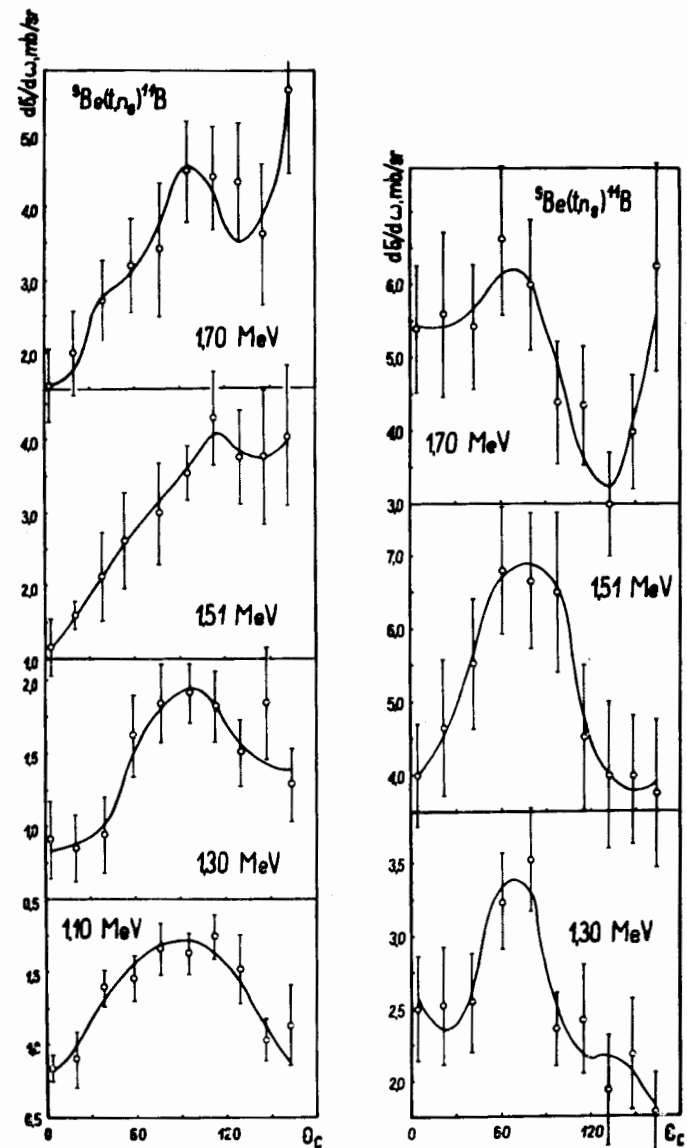 dб/dω, mb/sr
⁹Be(t,n₀)¹¹B
5,0
4,0
3,0
2,0
1,70 MeV
4,0
3,0
2,0
1,0
1,51 MeV
2,0
1,5
1,0
0,5
1,30 MeV
1,10 MeV
1,5
1,0
0,5
0 60 120 θc
dб/dω, mb/sr
⁹Be(t,n₀)¹¹B
6,0
5,0
4,0
3,0
1,70 MeV
7,0
6,0
5,0
4,0
1,51 MeV
3,5
3,0
2,5
2,0
1,30 MeV
0 60 120 θc